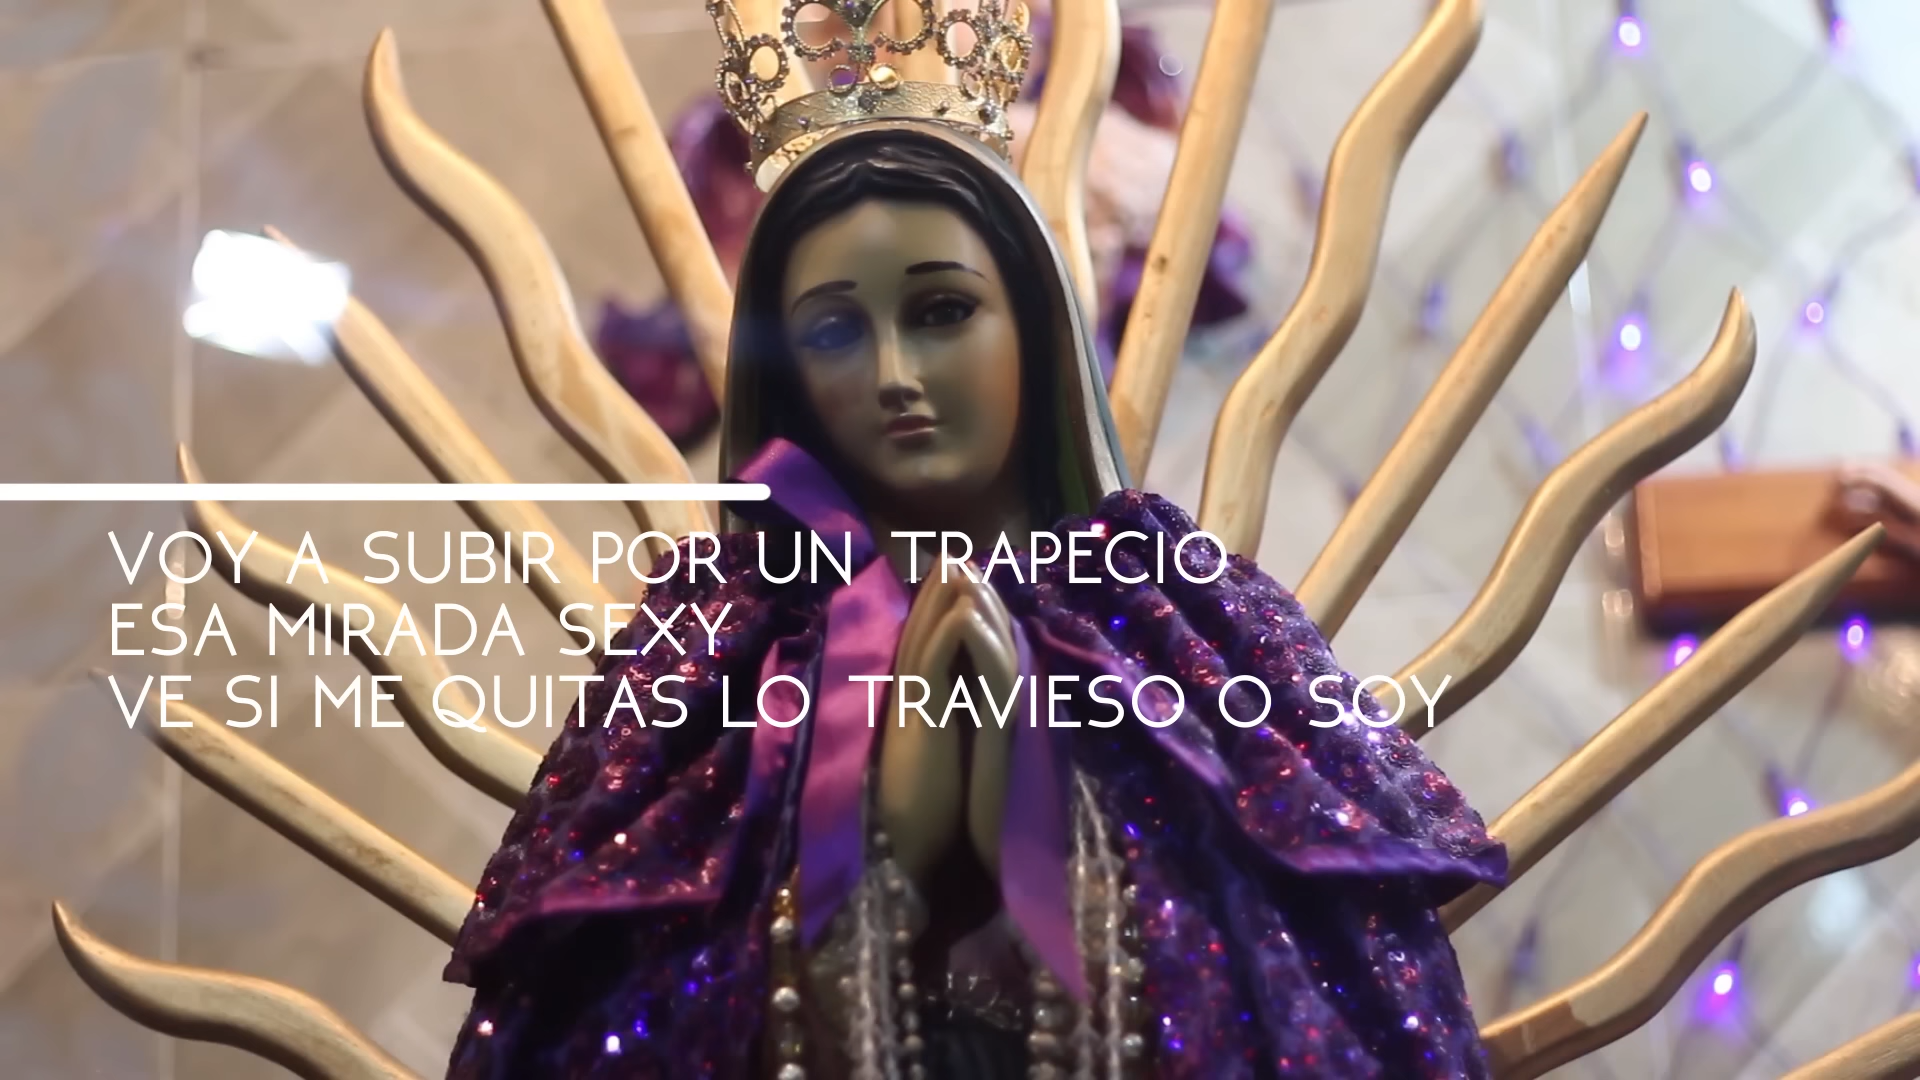 VOY A SUBIR POR UN TRAPECIO
ESA MIRADA SEXY
VE SI ME QUITAS LO TRAVIESO O SOY